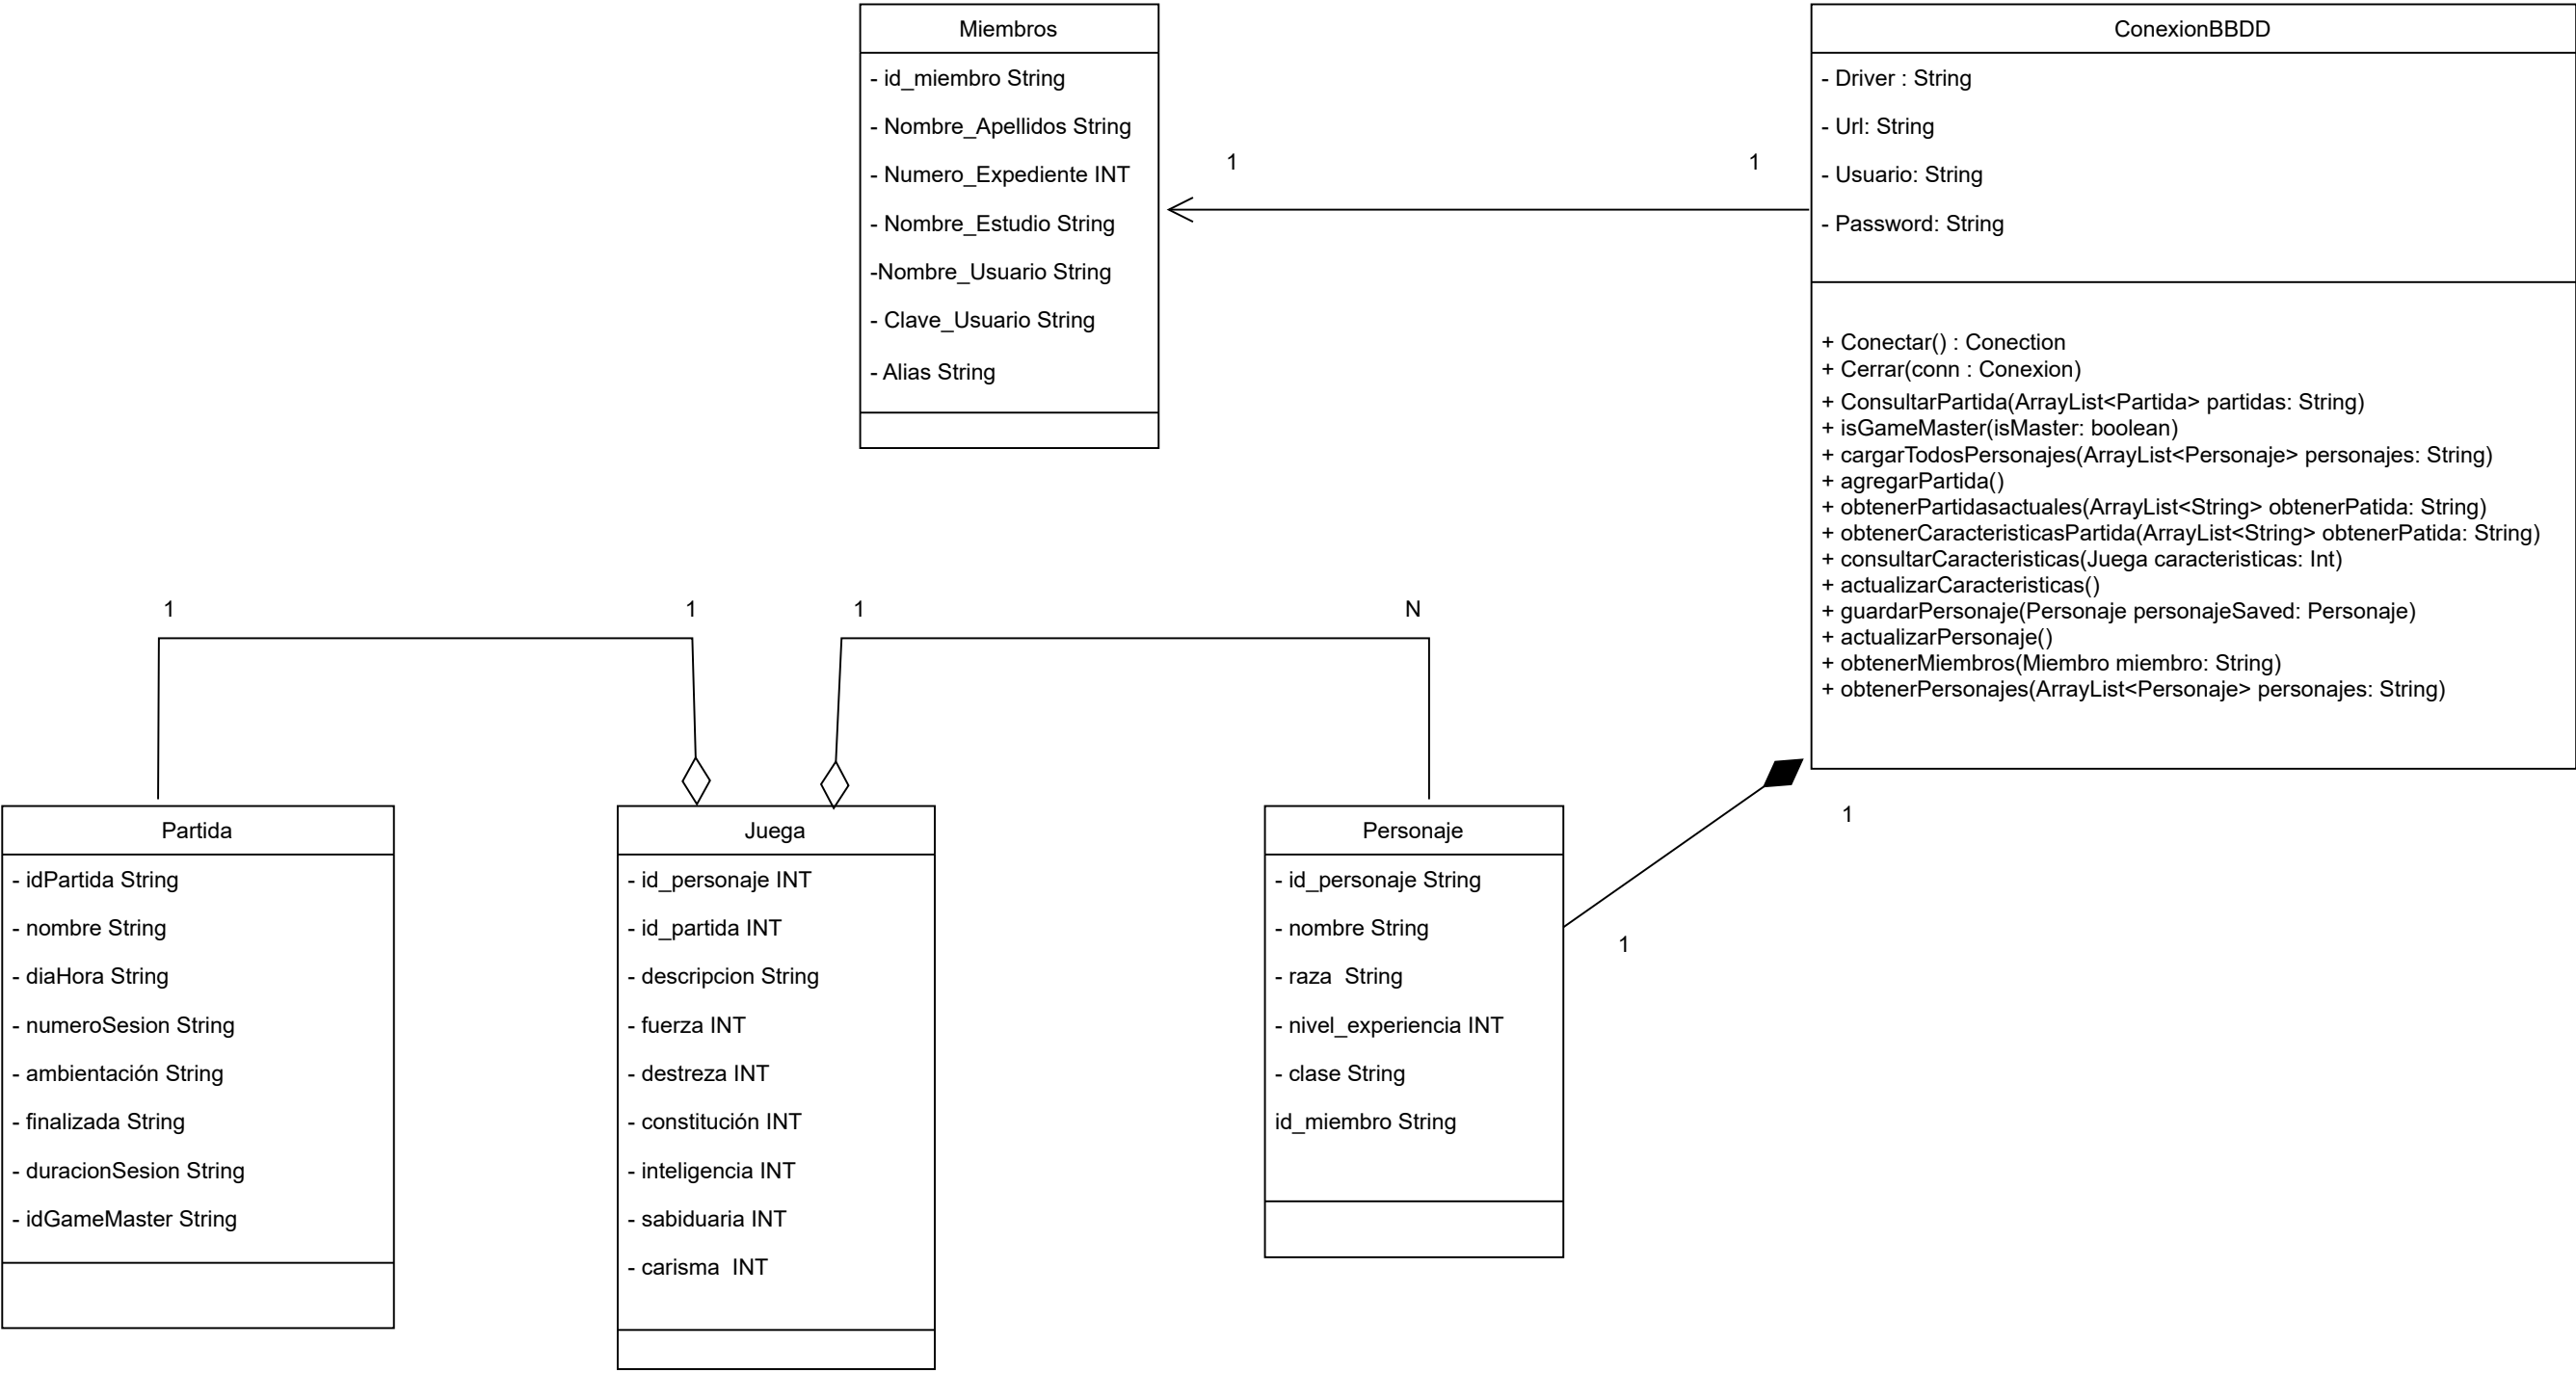 Miembros
- id_miembro String
- Nombre_Apellidos String
- Numero_Expediente INT
- Nombre_Estudio String
-Nombre_Usuario String
- Clave_Usuario String
- Alias String
1
1
ConexionBBDD
- Driver : String
- Url: String
- Usuario: String
- Password: String
+ Conectar() : Conection
+ Cerrar(conn : Conexion)
+ ConsultarPartida(ArrayList<Partida> partidas: String)
+ isGameMaster(isMaster: boolean)
+ cargarTodosPersonajes(ArrayList<Personaje> personajes: String)
+ agregarPartida()
+ obtenerPartidasactuales(ArrayList<String> obtenerPatida: String)
+ obtenerCaracteristicasPartida(ArrayList<String> obtenerPatida: String)
+ consultarCaracteristicas(Juega caracteristicas: Int)
+ actualizarCaracteristicas()
+ guardarPersonaje(Personaje personajeSaved: Personaje)
+ actualizarPersonaje()
+ obtenerMiembros(Miembro miembro: String)
+ obtenerPersonajes(ArrayList<Personaje> personajes: String)
1
1
1
N
1
1
Partida
- idPartida String
- nombre String
- diaHora String
- numeroSesion String
- ambientación String
- finalizada String
- duracionSesion String
- idGameMaster String
Juega
- id_personaje INT
- id_partida INT
- descripcion String
- fuerza INT
- destreza INT
- constitución INT
- inteligencia INT
- sabiduaria INT
- carisma  INT
Personaje
- id_personaje String
- nombre String
- raza  String
- nivel_experiencia INT
- clase String
id_miembro String